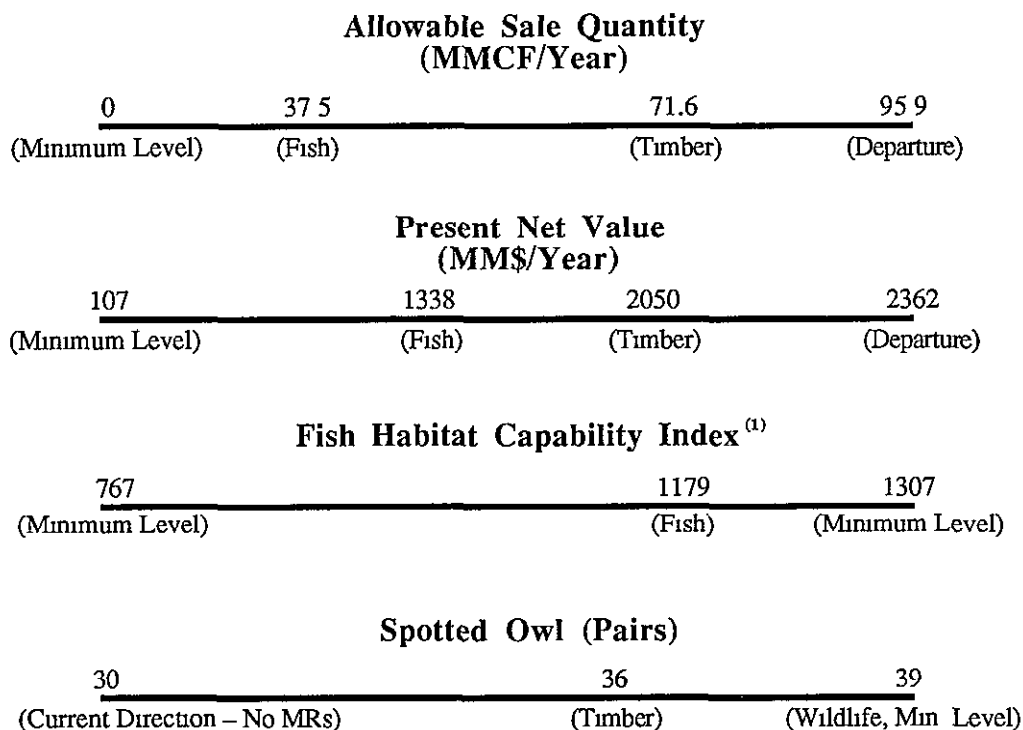 Allowable Sale Quantity
(MMCF/Year)
0 37 5 71.6 95 9
(Minimum Level) (Fish) (Timber) (Departure)
Present Net Value
(MM$/Year)
107 1338 2050 2362
(Minimum Level) (Fish) (Timber) (Departure)
Fish Habitat Capability Index (1)
767 1179 1307
(Minimum Level) (Fish) (Minimum Level)
Spotted Owl (Pairs)
30 36 39
(Current Direction – No MRs) (Timber) (Wildlife, Min Level)